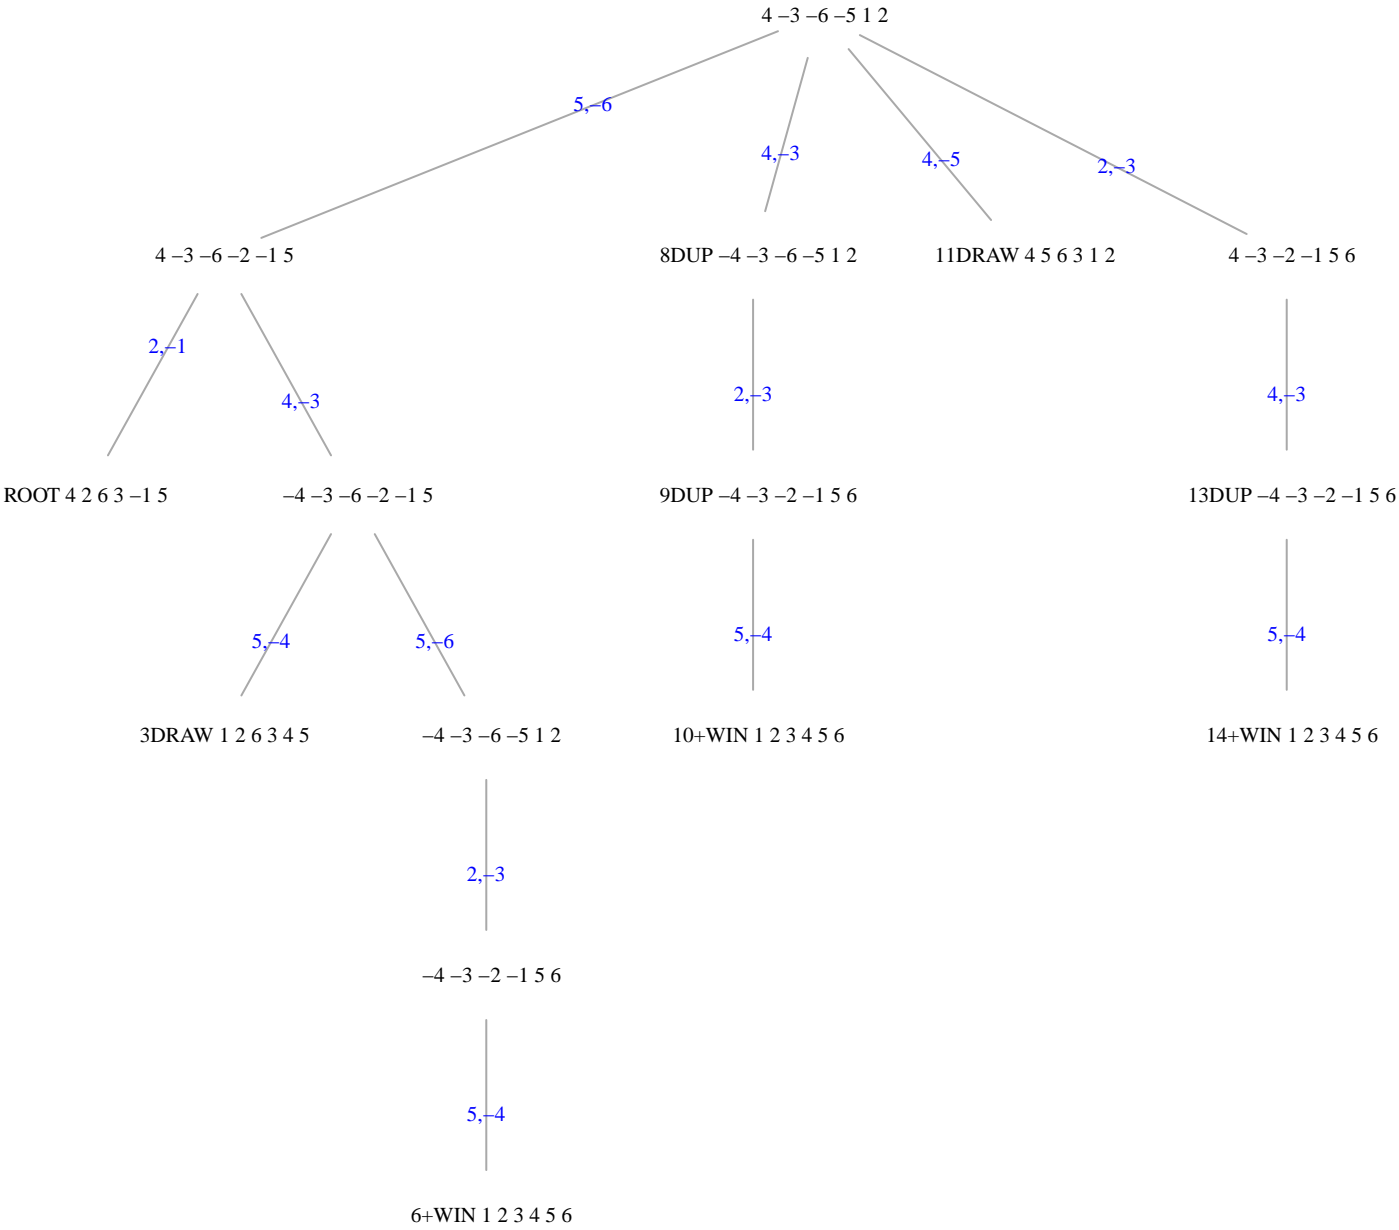 4 –3 –6 –5 1 2
5,–6
4,–3
4,–5
2,–3
4 –3 –6 –2 –1 5
8DUP –4 –3 –6 –5 1 2
11DRAW 4 5 6 3 1 2
4 –3 –2 –1 5 6
2,–1
4,–3
2,–3
4,–3
ROOT 4 2 6 3 –1 5
–4 –3 –6 –2 –1 5
9DUP –4 –3 –2 –1 5 6
13DUP –4 –3 –2 –1 5 6
5,–4
5,–6
5,–4
5,–4
3DRAW 1 2 6 3 4 5
–4 –3 –6 –5 1 2
10+WIN 1 2 3 4 5 6
14+WIN 1 2 3 4 5 6
2,–3
–4 –3 –2 –1 5 6
5,–4
6+WIN 1 2 3 4 5 6